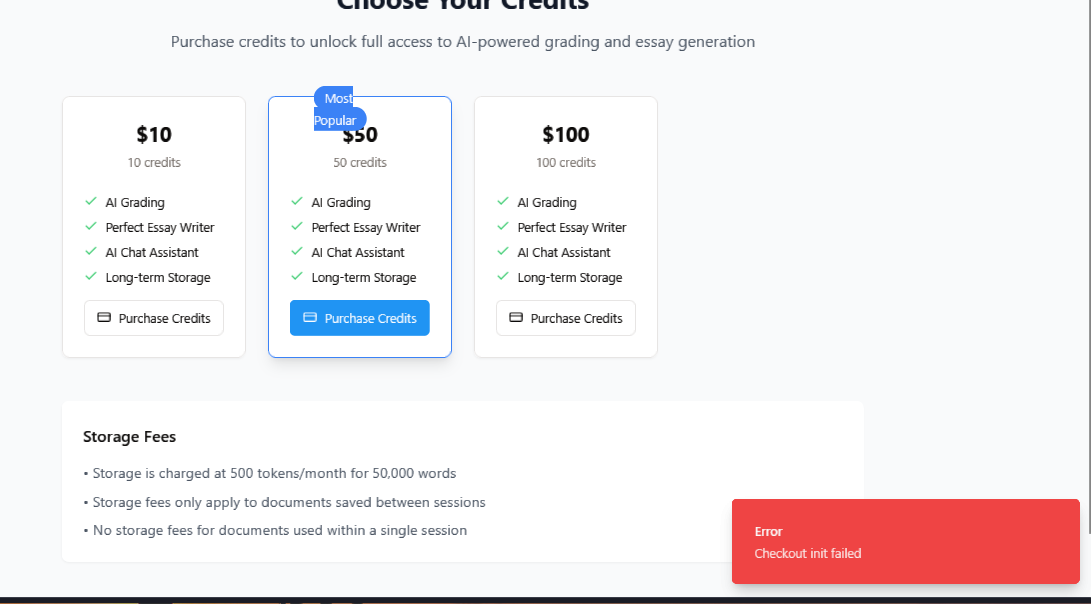 Choose Your Credits
Purchase credits to unlock full access to AI-powered grading and essay generation
Most
Popular
$10
10 credits
AI Grading
Perfect Essay Writer
AI Chat Assistant
Long-term Storage
Purchase Credits
$50
50 credits
AI Grading
Perfect Essay Writer
AI Chat Assistant
Long-term Storage
Purchase Credits
$100
100 credits
AI Grading
Perfect Essay Writer
AI Chat Assistant
Long-term Storage
Purchase Credits
Storage Fees
• Storage is charged at 500 tokens/month for 50,000 words
• Storage fees only apply to documents saved between sessions
• No storage fees for documents used within a single session
Error
Checkout init failed